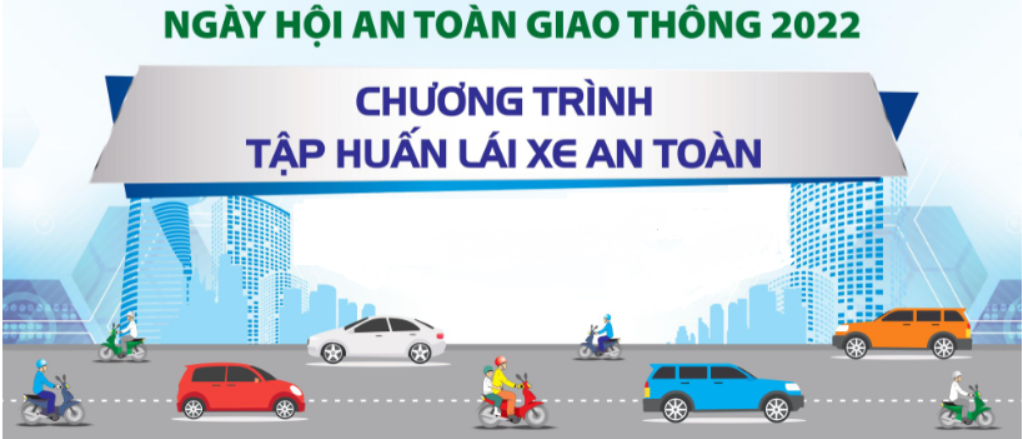 NGÀY HỘI AN TOÀN GIAO THÔNG 2022
CHƯƠNG TRÌNH
TẬP HUẤN LÁI XE AN TOÀN